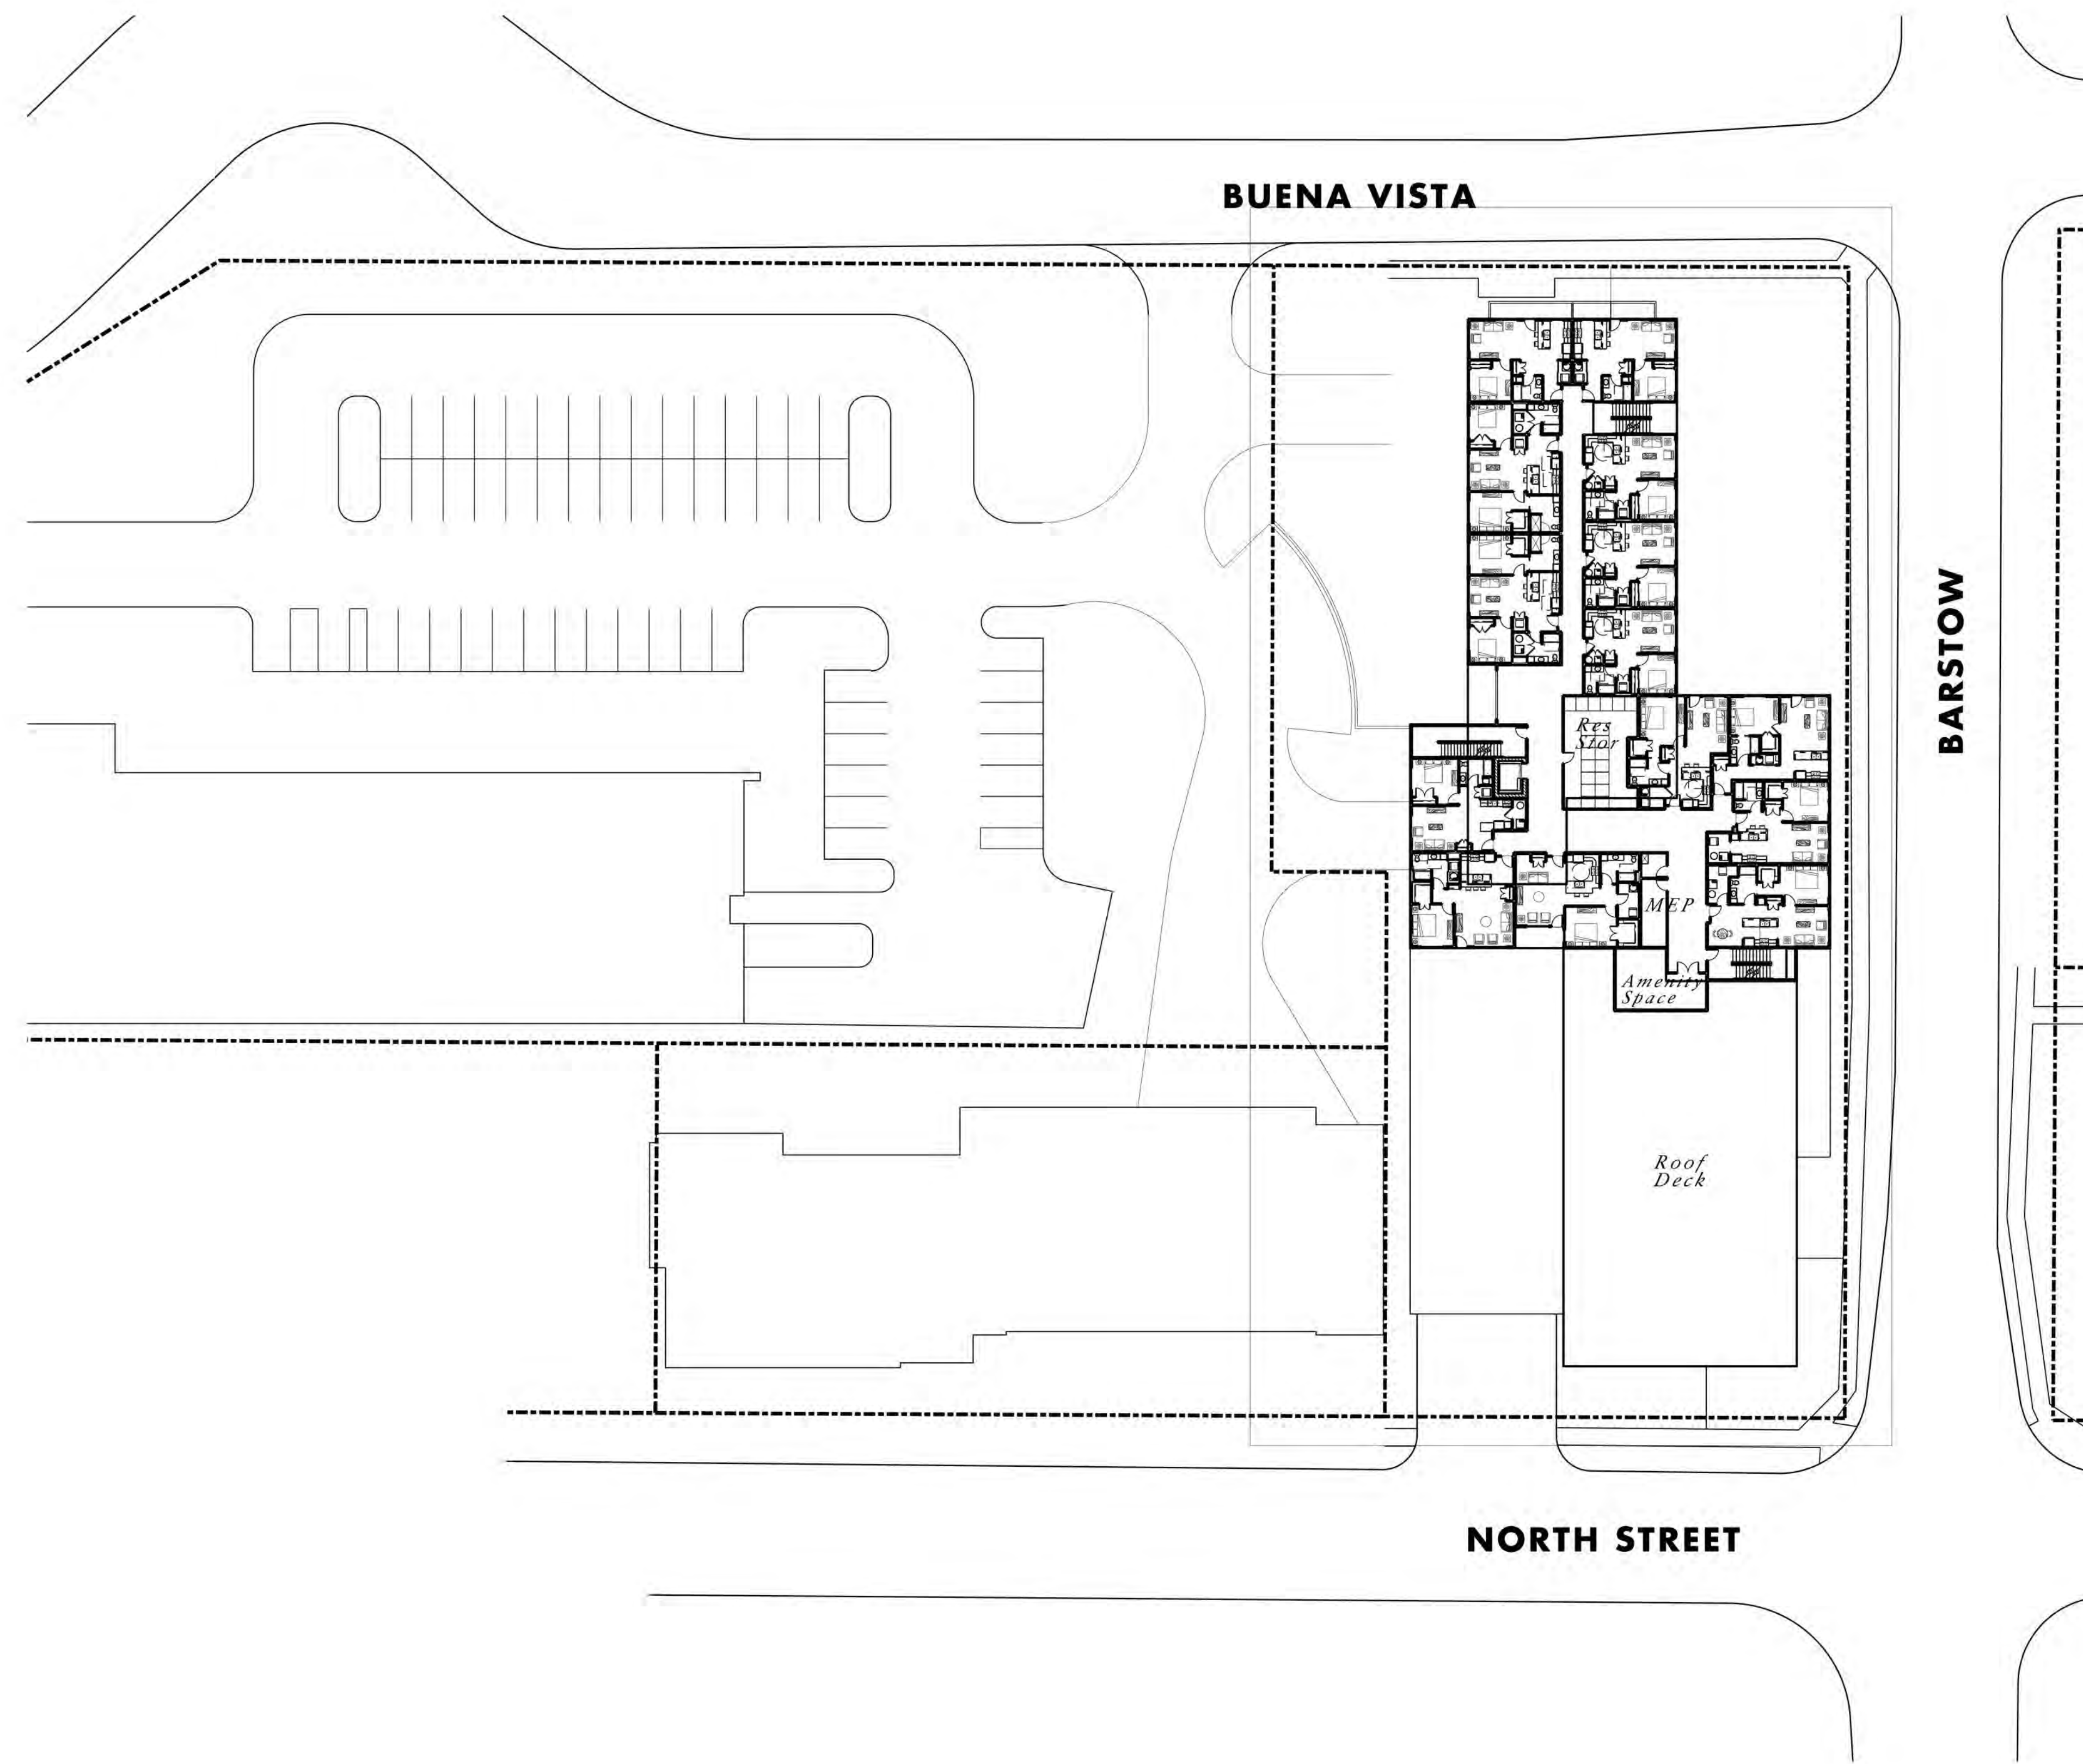 BUENA VISTA
BARSTOW
Res
Stor
MEP
Amenity
Space
Roof
Deck
NORTH STREET